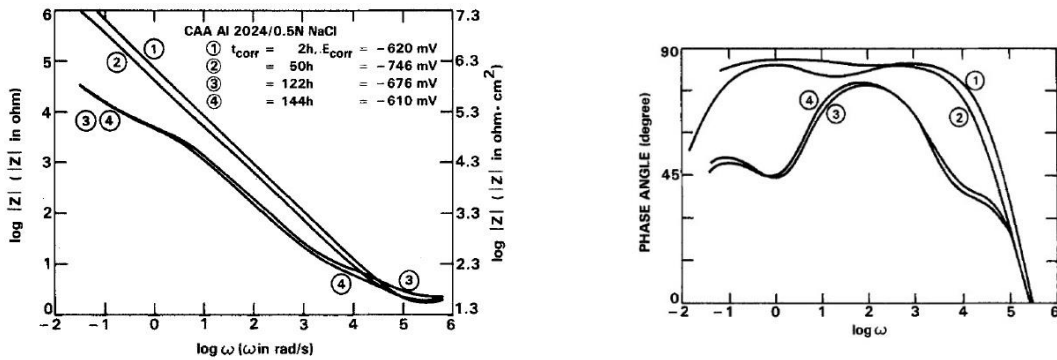 CAA Al 2024/0.5N NaCl
① tcorr = 2h, Ecorr = −620 mV
② = 50h = −746 mV
③ = 122h = −676 mV
④ = 144h = −610 mV
①
②
③ ④
④
③
6
5
4
3
2
1
0
7.3
6.3
5.3
4.3
3.3
2.3
1.3
−2 −1 0 1 2 3 4 5 6
log |Z| ( |Z| in ohm)
log |Z| ( |Z| in ohm - cm²)
log ω (ω in rad/s)
90
45
0
PHASE ANGLE (degree)
①
②
④
③
④
③
−2 −1 0 1 2 3 4 5 6
log ω